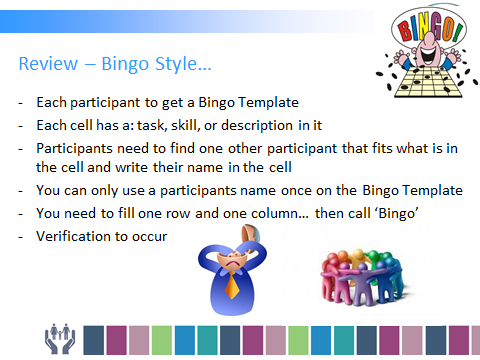 BINGO!
Review – Bingo Style…
- Each participant to get a Bingo Template
- Each cell has a: task, skill, or description in it
- Participants need to find one other participant that fits what is in
the cell and write their name in the cell
- You can only use a participants name once on the Bingo Template
- You need to fill one row and one column… then call ‘Bingo’
- Verification to occur